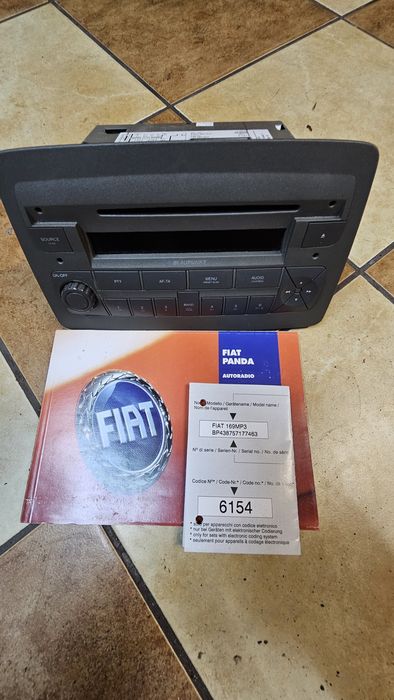 SOURCE
BLAUPUNKT
ON/OFF
PTY
AF-TA
MENU
AUDIO
FIAT
PANDA
AUTORADIO
FIAT
Modello / Gerätename / Model name /
Nom de l'appareil
FIAT 169MP3
BP438757177463
N° di serie / Serien-Nr. / Serial no. / No. de série
Codice N° / Code-Nr. / Code no. / No. de
6154
* solo per apparecchi con codice elettronico
* nur bei Geräten mit elektronischer Codierung
* only for sets with electronic coding system
* seulement pour appareils à codage électronique